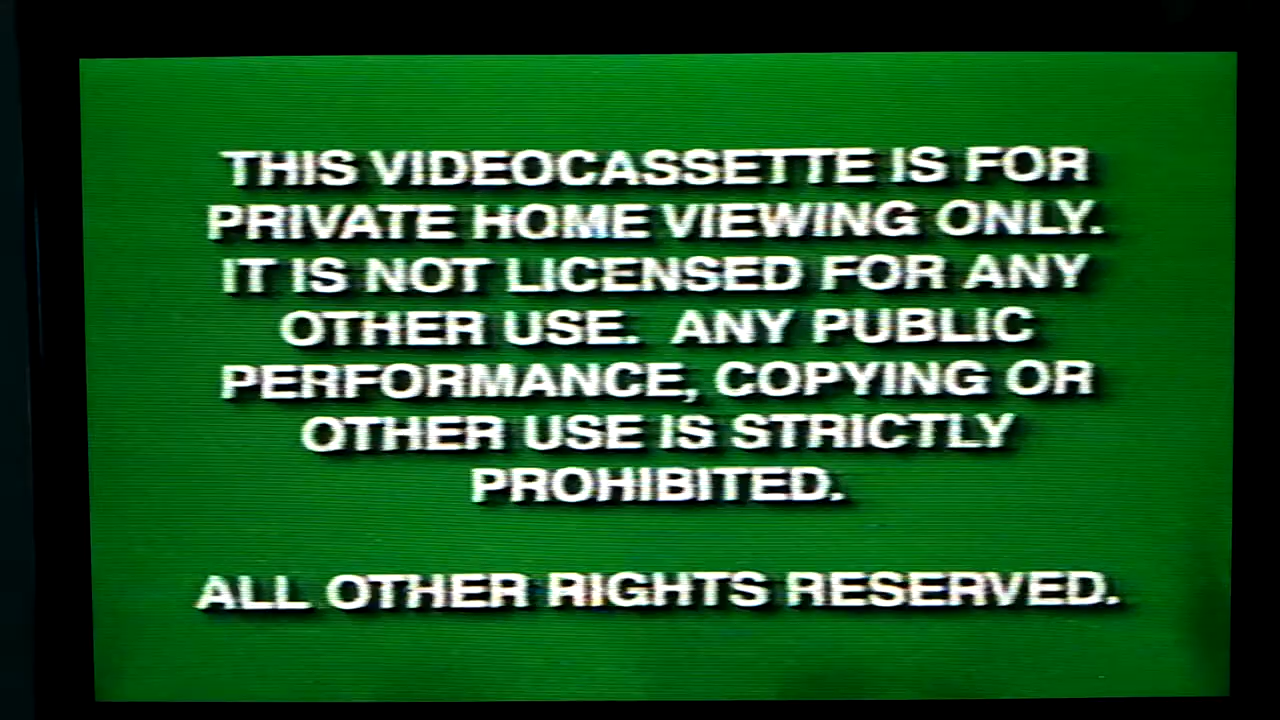 THIS VIDEOCASSETTE IS FOR
PRIVATE HOME VIEWING ONLY.
IT IS NOT LICENSED FOR ANY
OTHER USE.  ANY PUBLIC
PERFORMANCE, COPYING OR
OTHER USE IS STRICTLY
PROHIBITED.
ALL OTHER RIGHTS RESERVED.